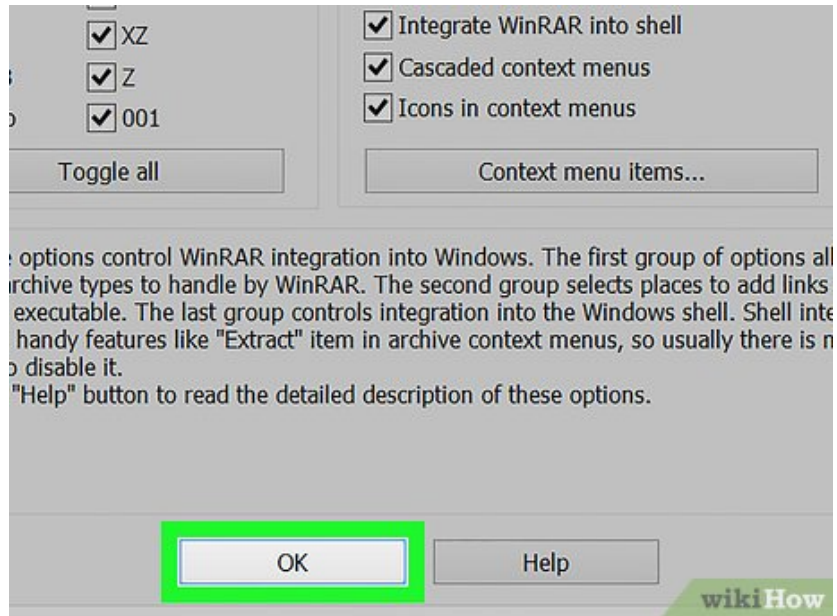 XZ
Z
001
Toggle all
Integrate WinRAR into shell
Cascaded context menus
Icons in context menus
Context menu items...
options control WinRAR integration into Windows. The first group of options
archive types to handle by WinRAR. The second group selects places to add links
executable. The last group controls integration into the Windows shell. Shell
handy features like "Extract" item in archive context menus, so usually there is
disable it.
"Help" button to read the detailed description of these options.
OK
Help
wikiHow